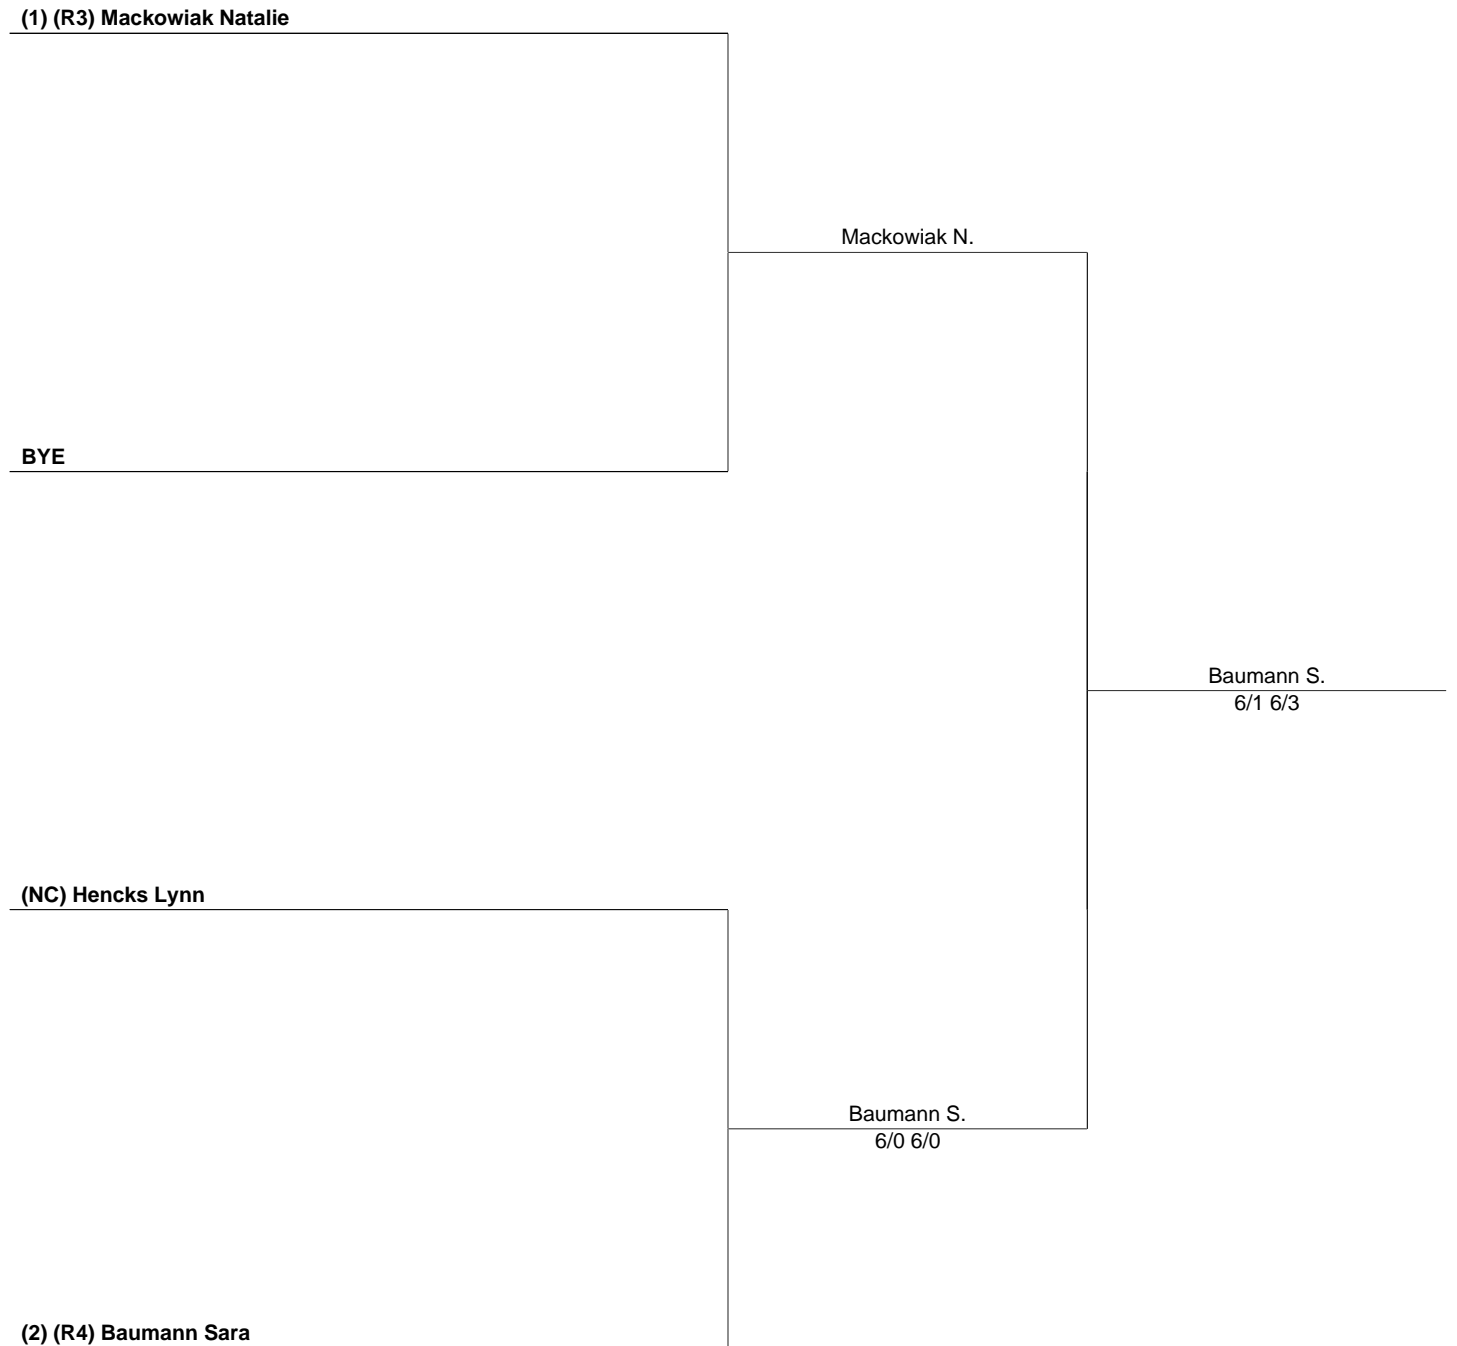 (1) (R3) Mackowiak Natalie
Mackowiak N.
BYE
Baumann S.
6/1 6/3
(NC) Hencks Lynn
Baumann S.
6/0 6/0
(2) (R4) Baumann Sara